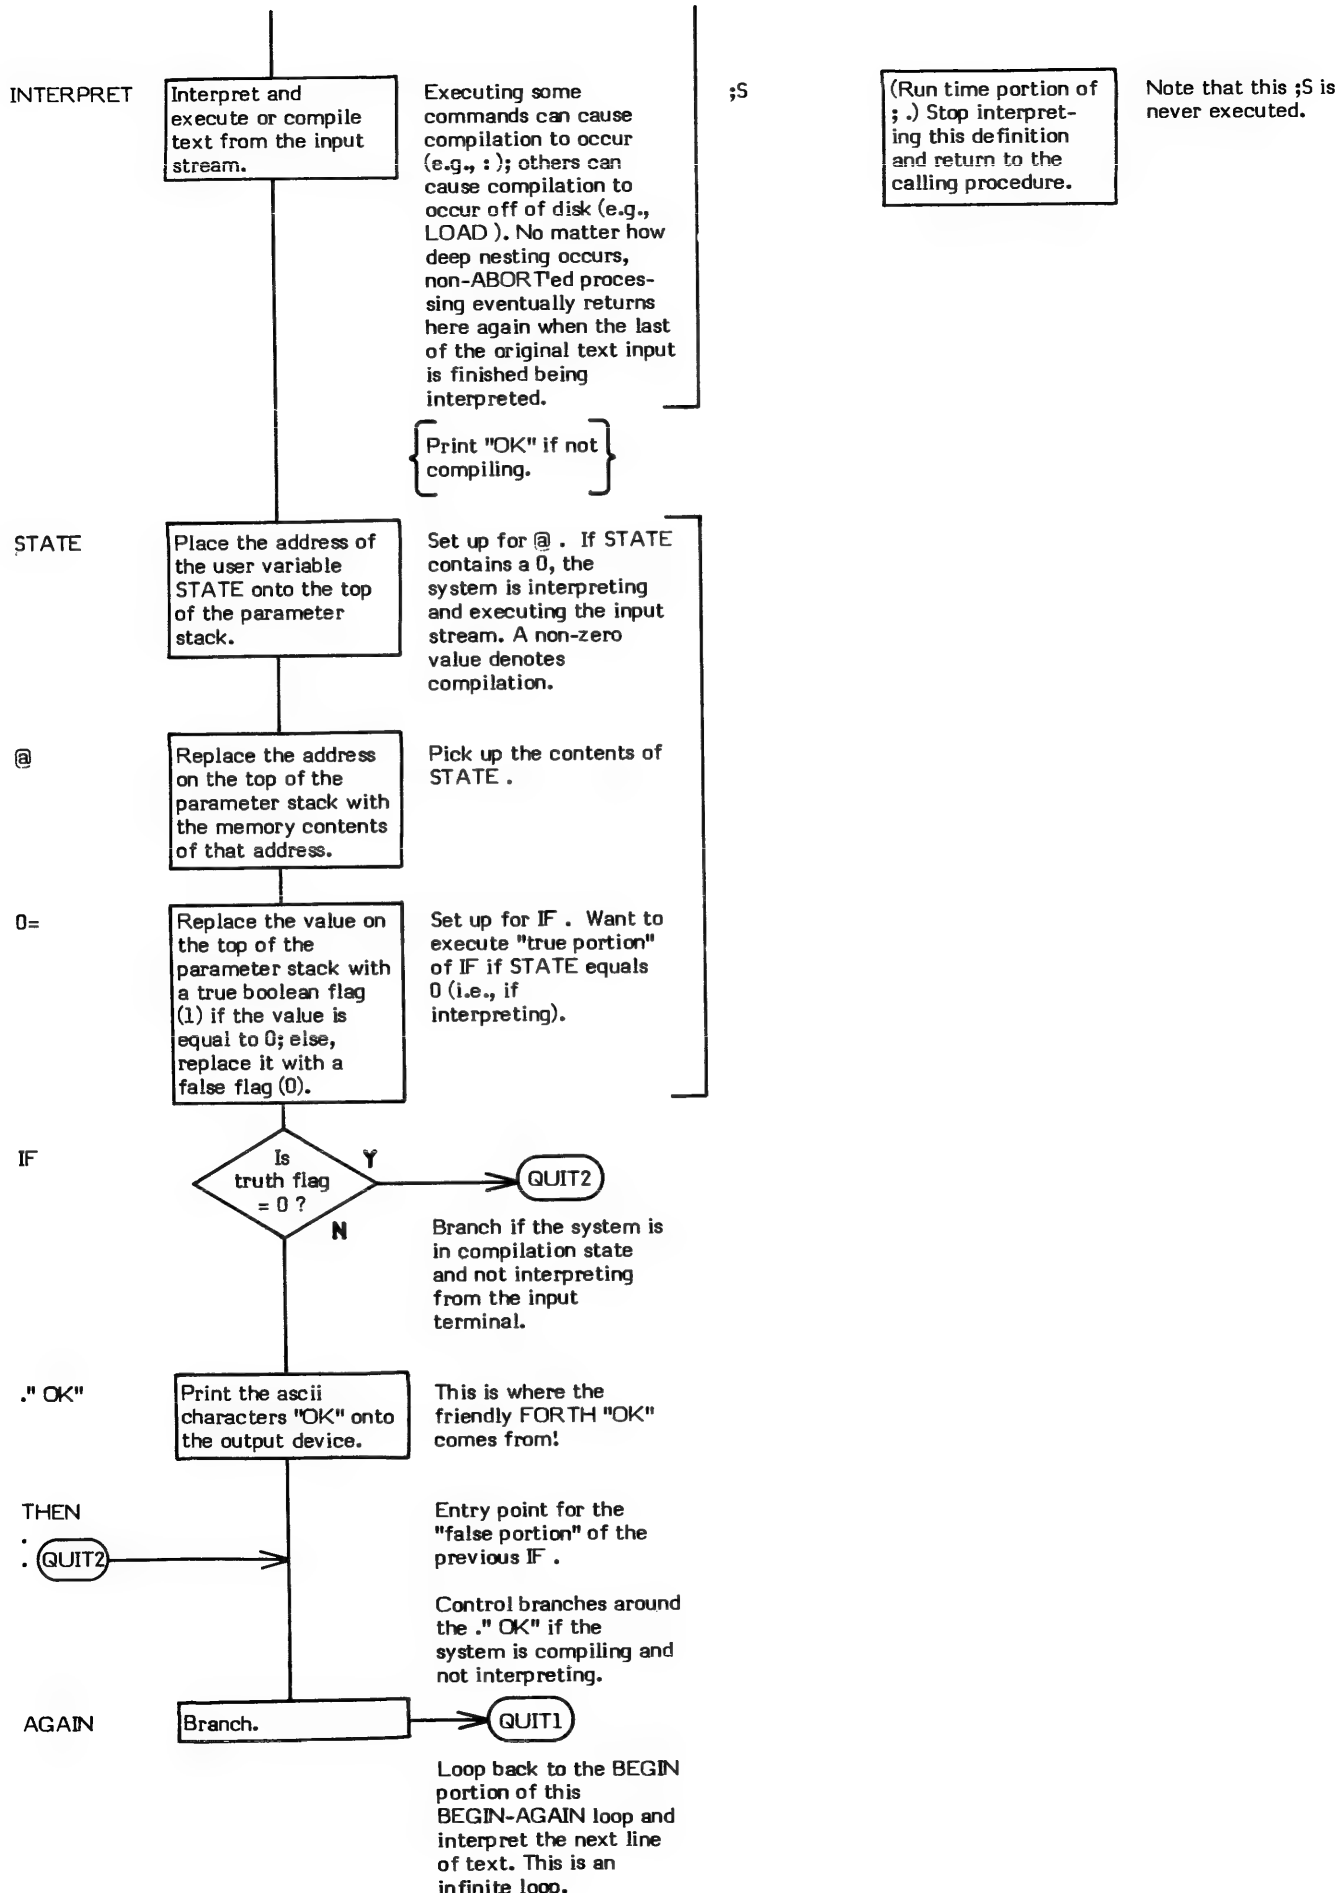 INTERPRET
Interpret and
execute or compile
text from the input
stream.
Executing some
commands can cause
compilation to occur
(e.g., : ); others can
cause compilation to
occur off of disk (e.g.,
LOAD ). No matter how
deep nesting occurs,
non-ABORT'ed proces-
sing eventually returns
here again when the last
of the original text input
is finished being
interpreted.
Print "OK" if not
compiling.
STATE
Place the address of
the user variable
STATE onto the top
of the parameter
stack.
Set up for @ . If STATE
contains a 0, the
system is interpreting
and executing the input
stream. A non-zero
value denotes
compilation.
@
Replace the address
on the top of the
parameter stack with
the memory contents
of that address.
Pick up the contents of
STATE .
0=
Replace the value on
the top of the
parameter stack with
a true boolean flag
(1) if the value is
equal to 0; else,
replace it with a
false flag (0).
Set up for IF . Want to
execute "true portion"
of IF if STATE equals
0 (i.e., if
interpreting).
IF
Is
truth flag
= 0 ?
Y
N
QUIT2
Branch if the system is
in compilation state
and not interpreting
from the input
terminal.
." OK"
Print the ascii
characters "OK" onto
the output device.
This is where the
friendly FORTH "OK"
comes from!
THEN
: QUIT2
Entry point for the
"false portion" of the
previous IF .
Control branches around
the ." OK" if the
system is compiling and
not interpreting.
AGAIN
Branch.
QUIT1
Loop back to the BEGIN
portion of this
BEGIN-AGAIN loop and
interpret the next line
of text. This is an
infinite loop.
;S
(Run time portion of
; .) Stop interpret-
ing this definition
and return to the
calling procedure.
Note that this ;S is
never executed.